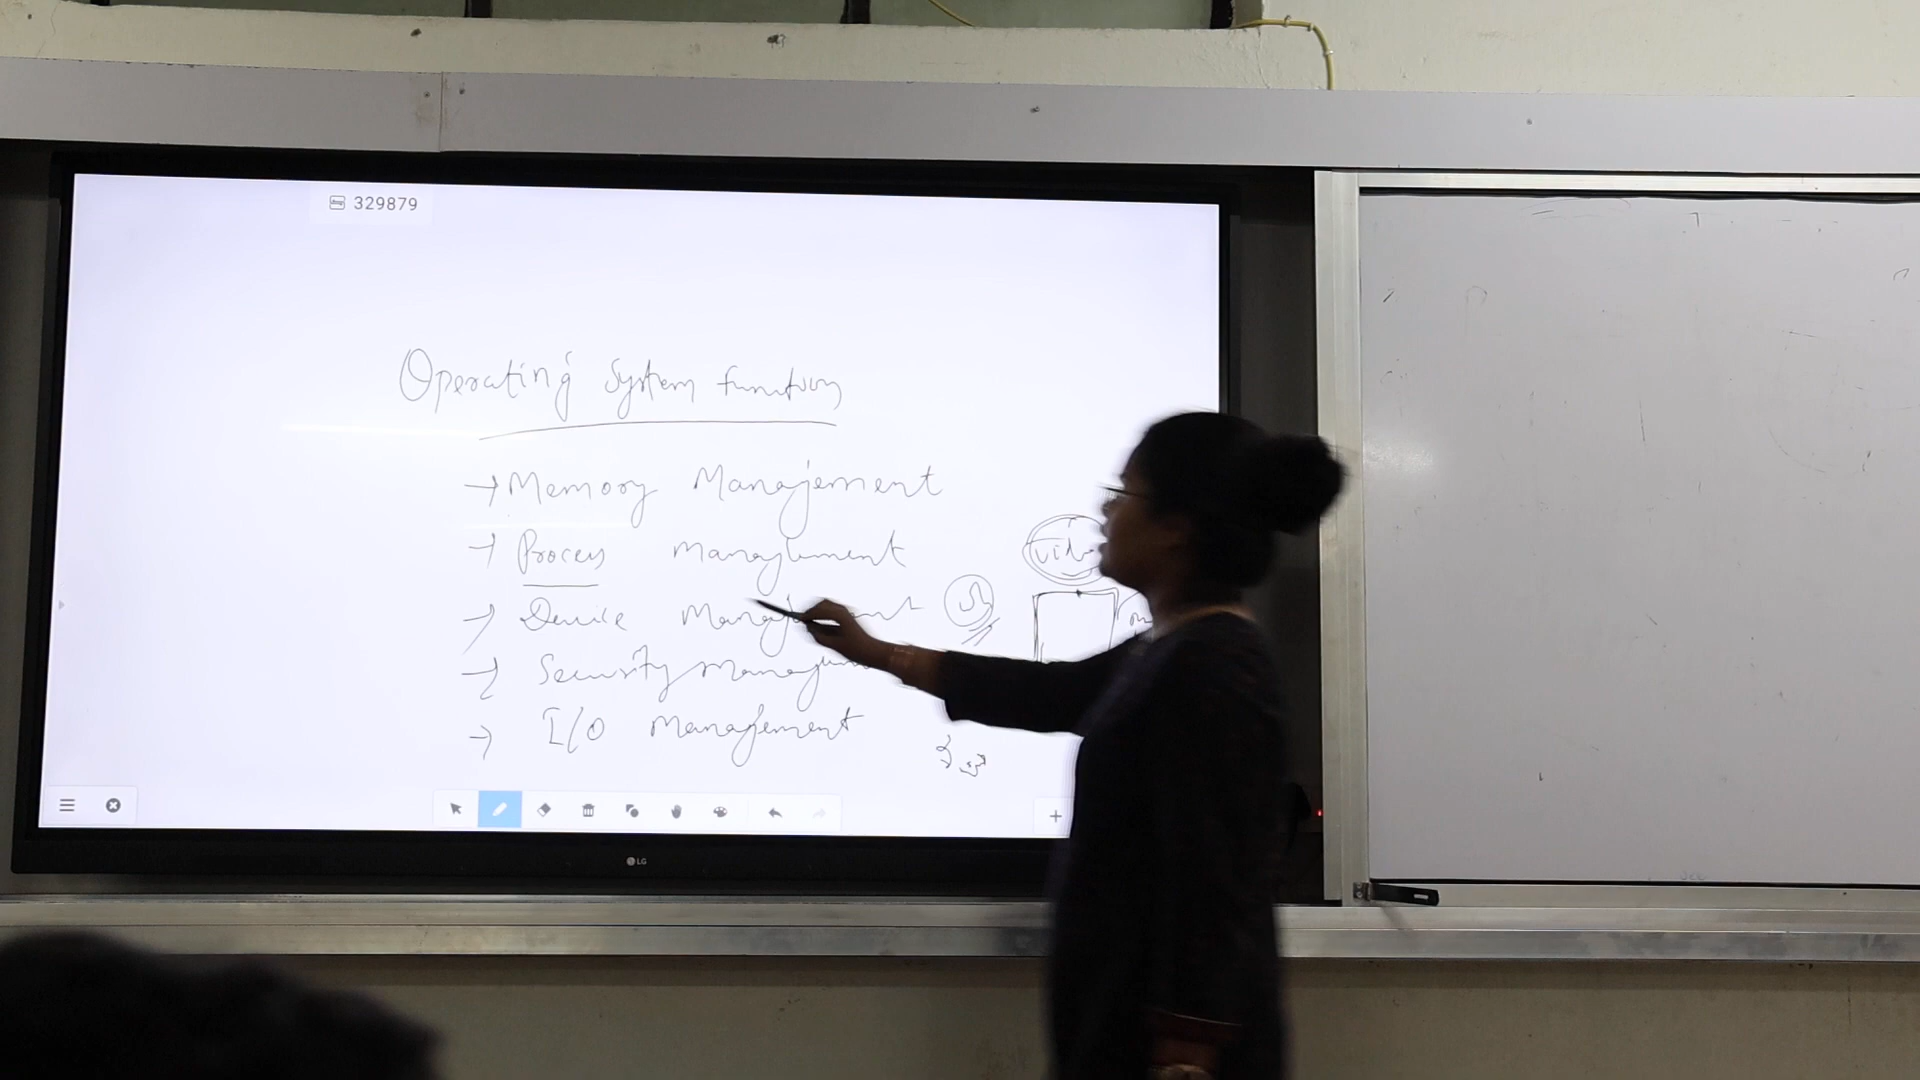 329879
Operating System functions
→ Memory Management
→ Process Management
→ Device Management
→ Security Management
→ I/O Management
LG